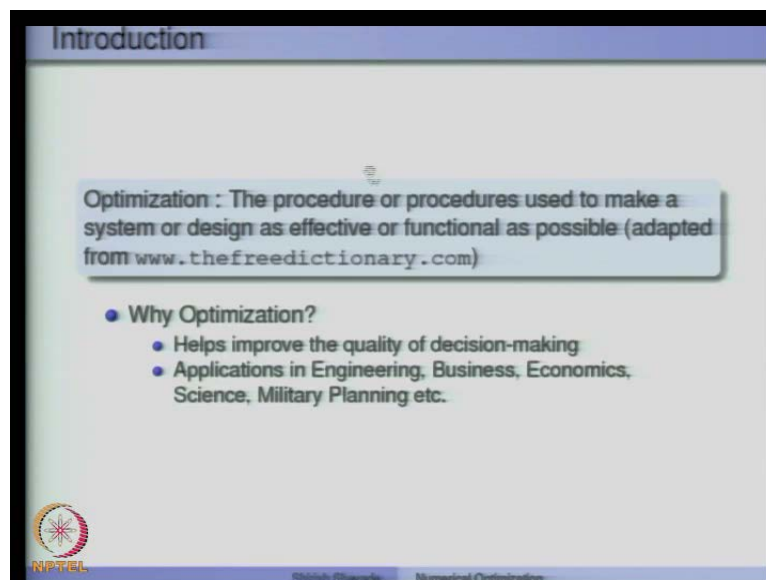 Introduction
Optimization : The procedure or procedures used to make a
system or design as effective or functional as possible (adapted
from www.thefreedictionary.com)
Why Optimization?
Helps improve the quality of decision-making
Applications in Engineering, Business, Economics,
Science, Military Planning etc.
NPTEL
Numerical Optimization